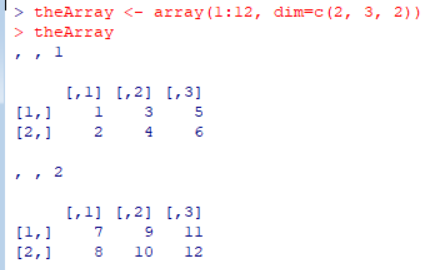 > theArray <- array(1:12, dim=c(2, 3, 2))
> theArray
, , 1
     [,1] [,2] [,3]
[1,]    1    3    5
[2,]    2    4    6
, , 2
     [,1] [,2] [,3]
[1,]    7    9   11
[2,]    8   10   12